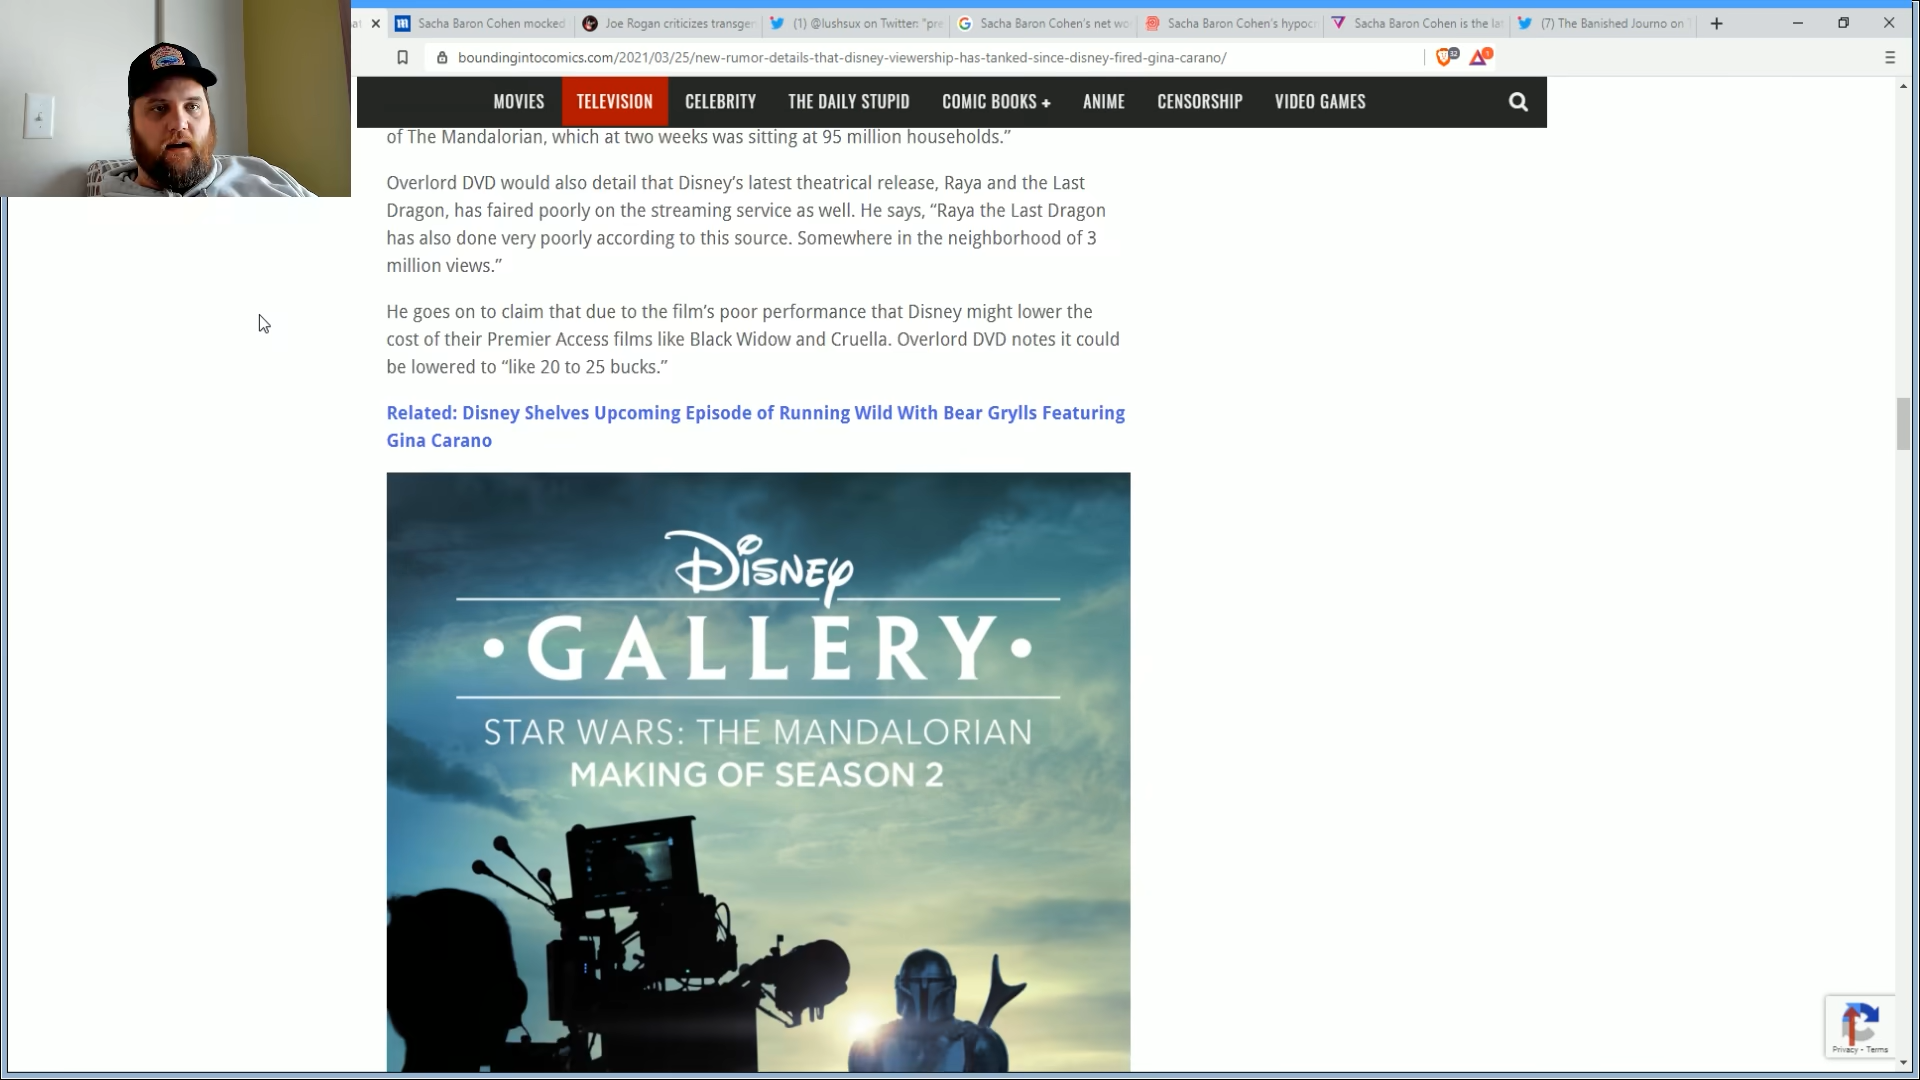 Sacha Baron Cohen mocked
Joe Rogan criticizes transge
(1) @lushsux on Twitter: "pre
Sacha Baron Cohen's net wo
Sacha Baron Cohen's hypoc
Sacha Baron Cohen is the la
(7) The Banished Journo on
boundingintocomics.com/2021/03/25/new-rumor-details-that-disney-viewership-has-tanked-since-disney-fired-gina-carano/
MOVIES TELEVISION CELEBRITY THE DAILY STUPID COMIC BOOKS + ANIME CENSORSHIP VIDEO GAMES
of The Mandalorian, which at two weeks was sitting at 95 million households.”
Overlord DVD would also detail that Disney’s latest theatrical release, Raya and the Last
Dragon, has faired poorly on the streaming service as well. He says, “Raya the Last Dragon
has also done very poorly according to this source. Somewhere in the neighborhood of 3
million views.”
He goes on to claim that due to the film’s poor performance that Disney might lower the
cost of their Premier Access films like Black Widow and Cruella. Overlord DVD notes it could
be lowered to “like 20 to 25 bucks.”
Related: Disney Shelves Upcoming Episode of Running Wild With Bear Grylls Featuring
Gina Carano
Disney
• GALLERY •
STAR WARS: THE MANDALORIAN
MAKING OF SEASON 2
Privacy - Terms